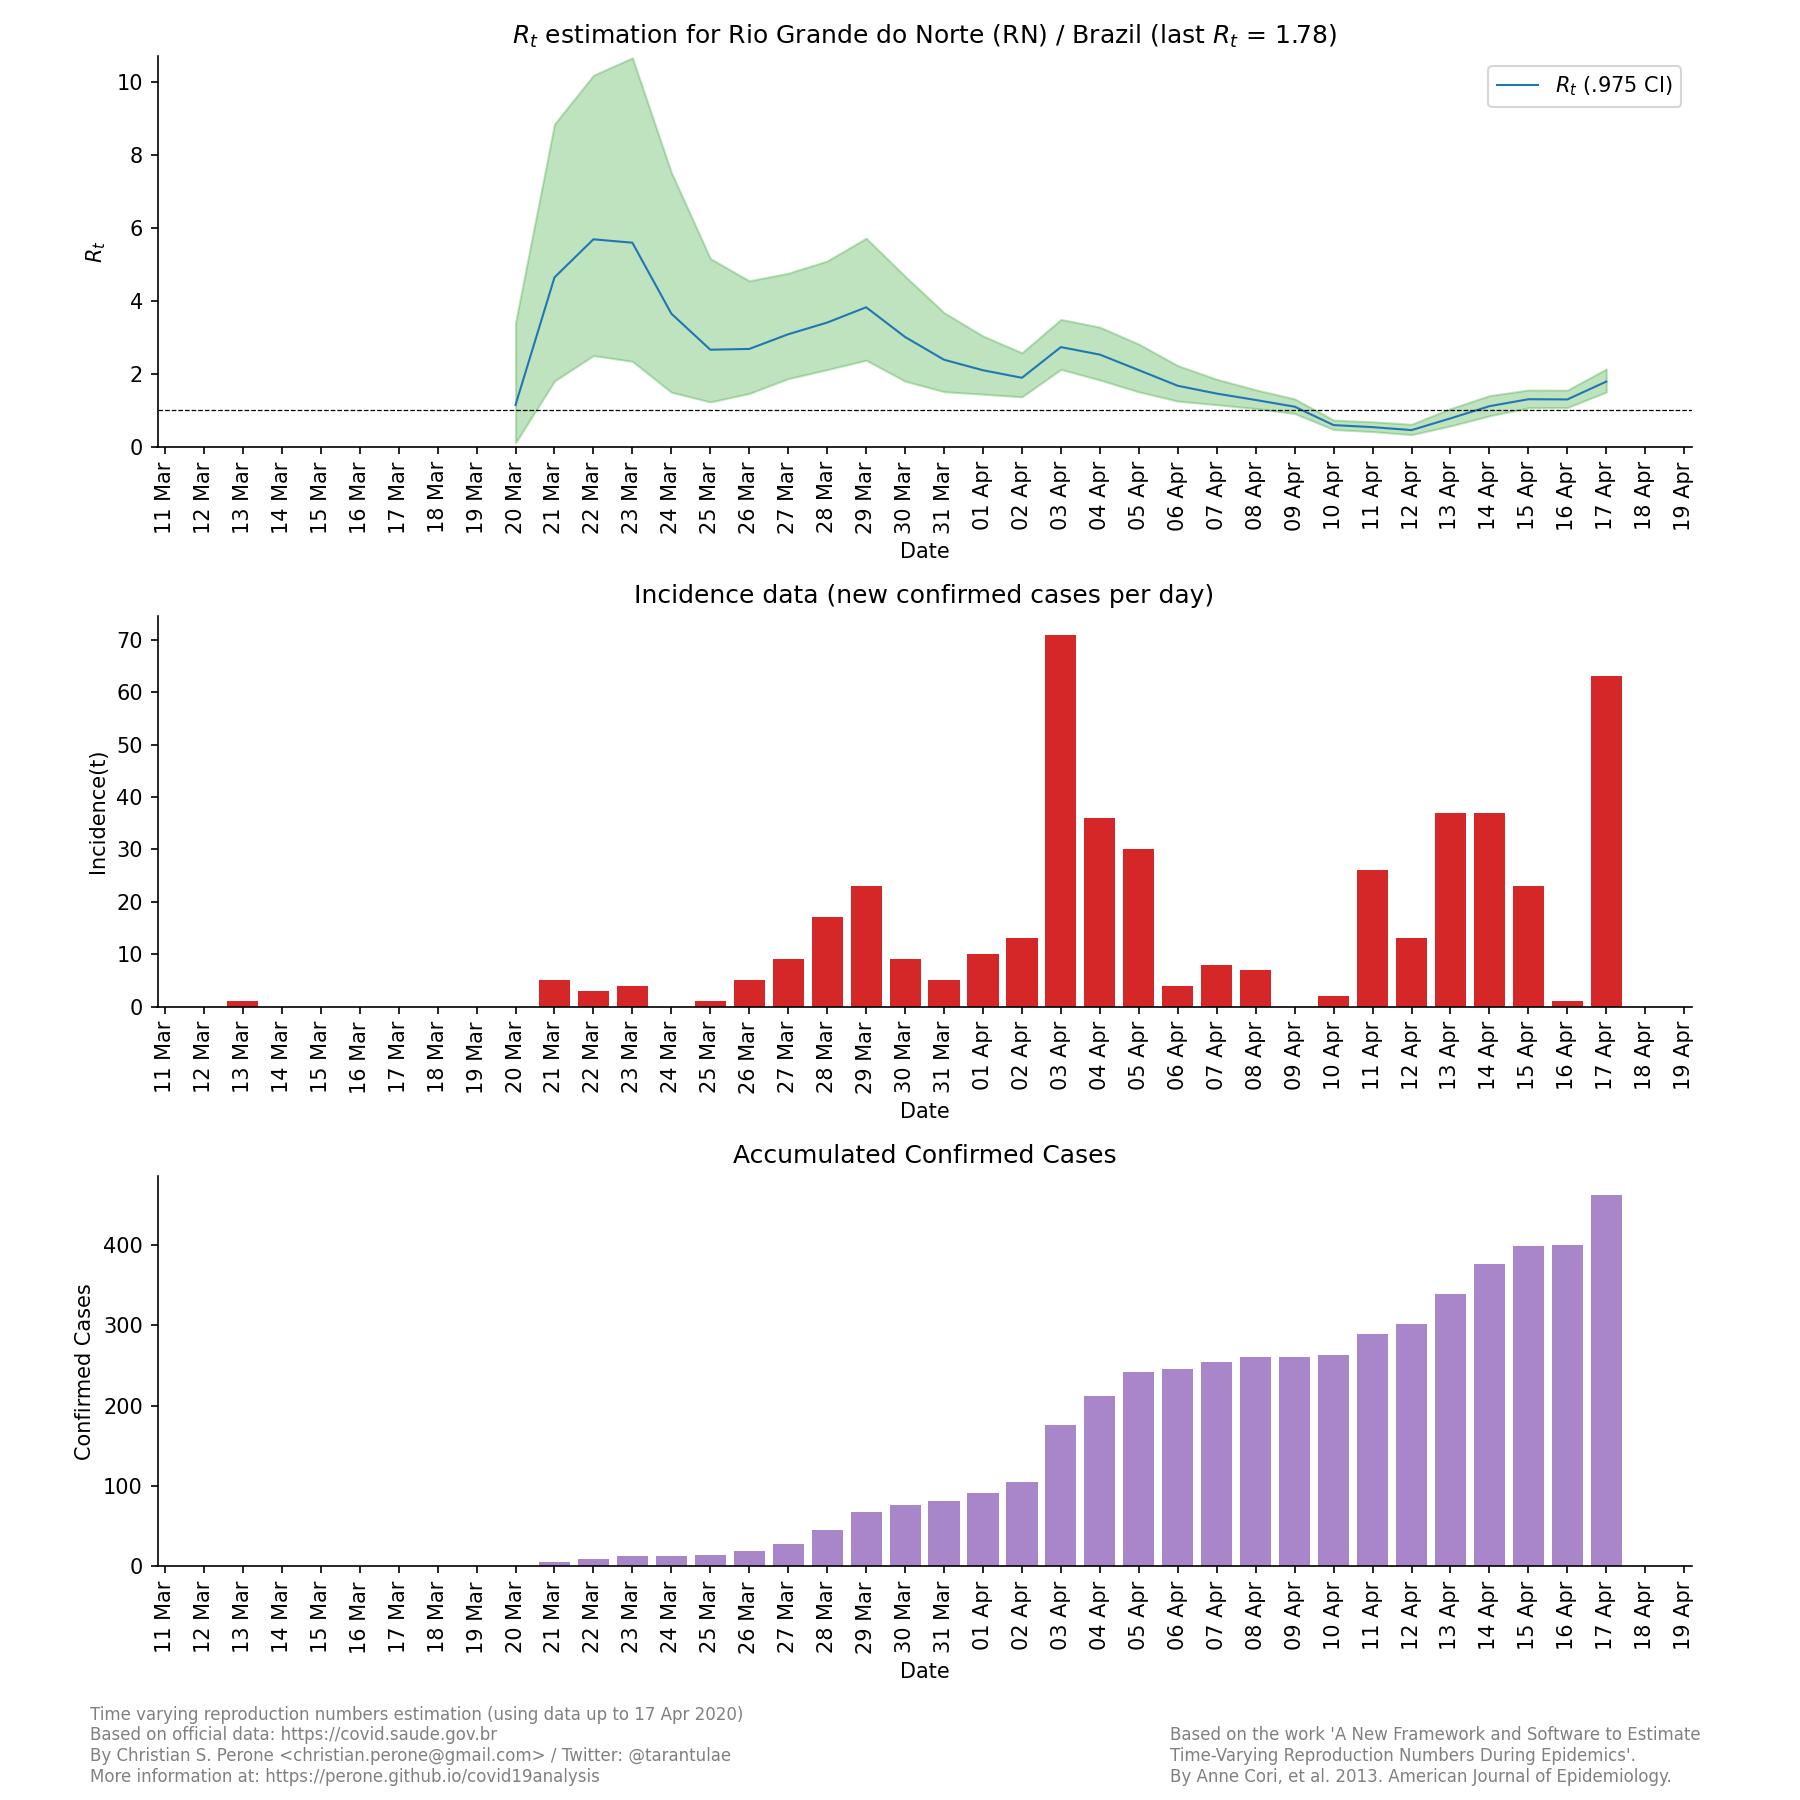 R_t estimation for Rio Grande do Norte (RN) / Brazil (last R_t = 1.78)
R_t (.975 CI)
10
8
6
4
2
0
R_t
11 Mar
12 Mar
13 Mar
14 Mar
15 Mar
16 Mar
17 Mar
18 Mar
19 Mar
20 Mar
21 Mar
22 Mar
23 Mar
24 Mar
25 Mar
26 Mar
27 Mar
28 Mar
29 Mar
30 Mar
31 Mar
01 Apr
02 Apr
03 Apr
04 Apr
05 Apr
06 Apr
07 Apr
08 Apr
09 Apr
10 Apr
11 Apr
12 Apr
13 Apr
14 Apr
15 Apr
16 Apr
17 Apr
18 Apr
19 Apr
Date
Incidence data (new confirmed cases per day)
70
60
50
40
30
20
10
0
Incidence(t)
11 Mar
12 Mar
13 Mar
14 Mar
15 Mar
16 Mar
17 Mar
18 Mar
19 Mar
20 Mar
21 Mar
22 Mar
23 Mar
24 Mar
25 Mar
26 Mar
27 Mar
28 Mar
29 Mar
30 Mar
31 Mar
01 Apr
02 Apr
03 Apr
04 Apr
05 Apr
06 Apr
07 Apr
08 Apr
09 Apr
10 Apr
11 Apr
12 Apr
13 Apr
14 Apr
15 Apr
16 Apr
17 Apr
18 Apr
19 Apr
Date
Accumulated Confirmed Cases
400
300
200
100
0
Confirmed Cases
11 Mar
12 Mar
13 Mar
14 Mar
15 Mar
16 Mar
17 Mar
18 Mar
19 Mar
20 Mar
21 Mar
22 Mar
23 Mar
24 Mar
25 Mar
26 Mar
27 Mar
28 Mar
29 Mar
30 Mar
31 Mar
01 Apr
02 Apr
03 Apr
04 Apr
05 Apr
06 Apr
07 Apr
08 Apr
09 Apr
10 Apr
11 Apr
12 Apr
13 Apr
14 Apr
15 Apr
16 Apr
17 Apr
18 Apr
19 Apr
Date
Time varying reproduction numbers estimation (using data up to 17 Apr 2020)
Based on official data: https://covid.saude.gov.br
By Christian S. Perone <christian.perone@gmail.com> / Twitter: @tarantulae
More information at: https://perone.github.io/covid19analysis
Based on the work 'A New Framework and Software to Estimate
Time-Varying Reproduction Numbers During Epidemics'.
By Anne Cori, et al. 2013. American Journal of Epidemiology.